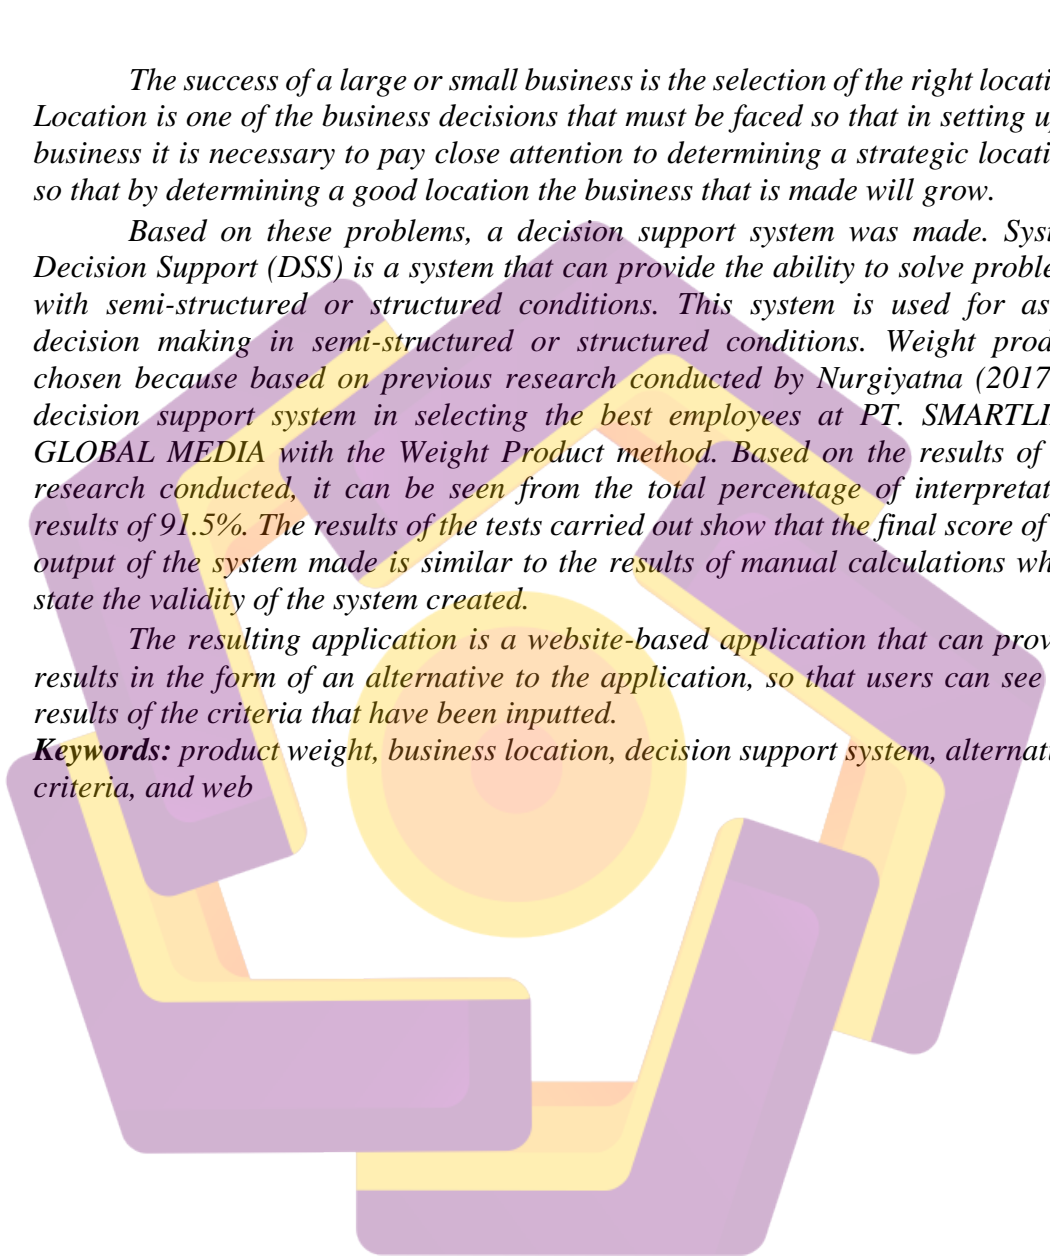 The success of a large or small business is the selection of the right locati
Location is one of the business decisions that must be faced so that in setting u
business it is necessary to pay close attention to determining a strategic locati
so that by determining a good location the business that is made will grow.
Based on these problems, a decision support system was made. Sys
Decision Support (DSS) is a system that can provide the ability to solve proble
with semi-structured or structured conditions. This system is used for as
decision making in semi-structured or structured conditions. Weight prod
chosen because based on previous research conducted by Nurgiyatna (2017
decision support system in selecting the best employees at PT. SMARTLI
GLOBAL MEDIA with the Weight Product method. Based on the results of
research conducted, it can be seen from the total percentage of interpretat
results of 91.5%. The results of the tests carried out show that the final score of
output of the system made is similar to the results of manual calculations wh
state the validity of the system created.
The resulting application is a website-based application that can prov
results in the form of an alternative to the application, so that users can see
results of the criteria that have been inputted.
Keywords: product weight, business location, decision support system, alternati
criteria, and web